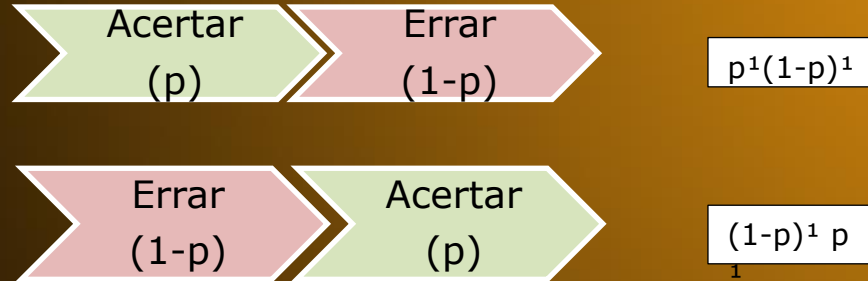 Acertar
(p)
Errar
(1-p)
p¹(1-p)¹
Errar
(1-p)
Acertar
(p)
(1-p)¹ p
¹